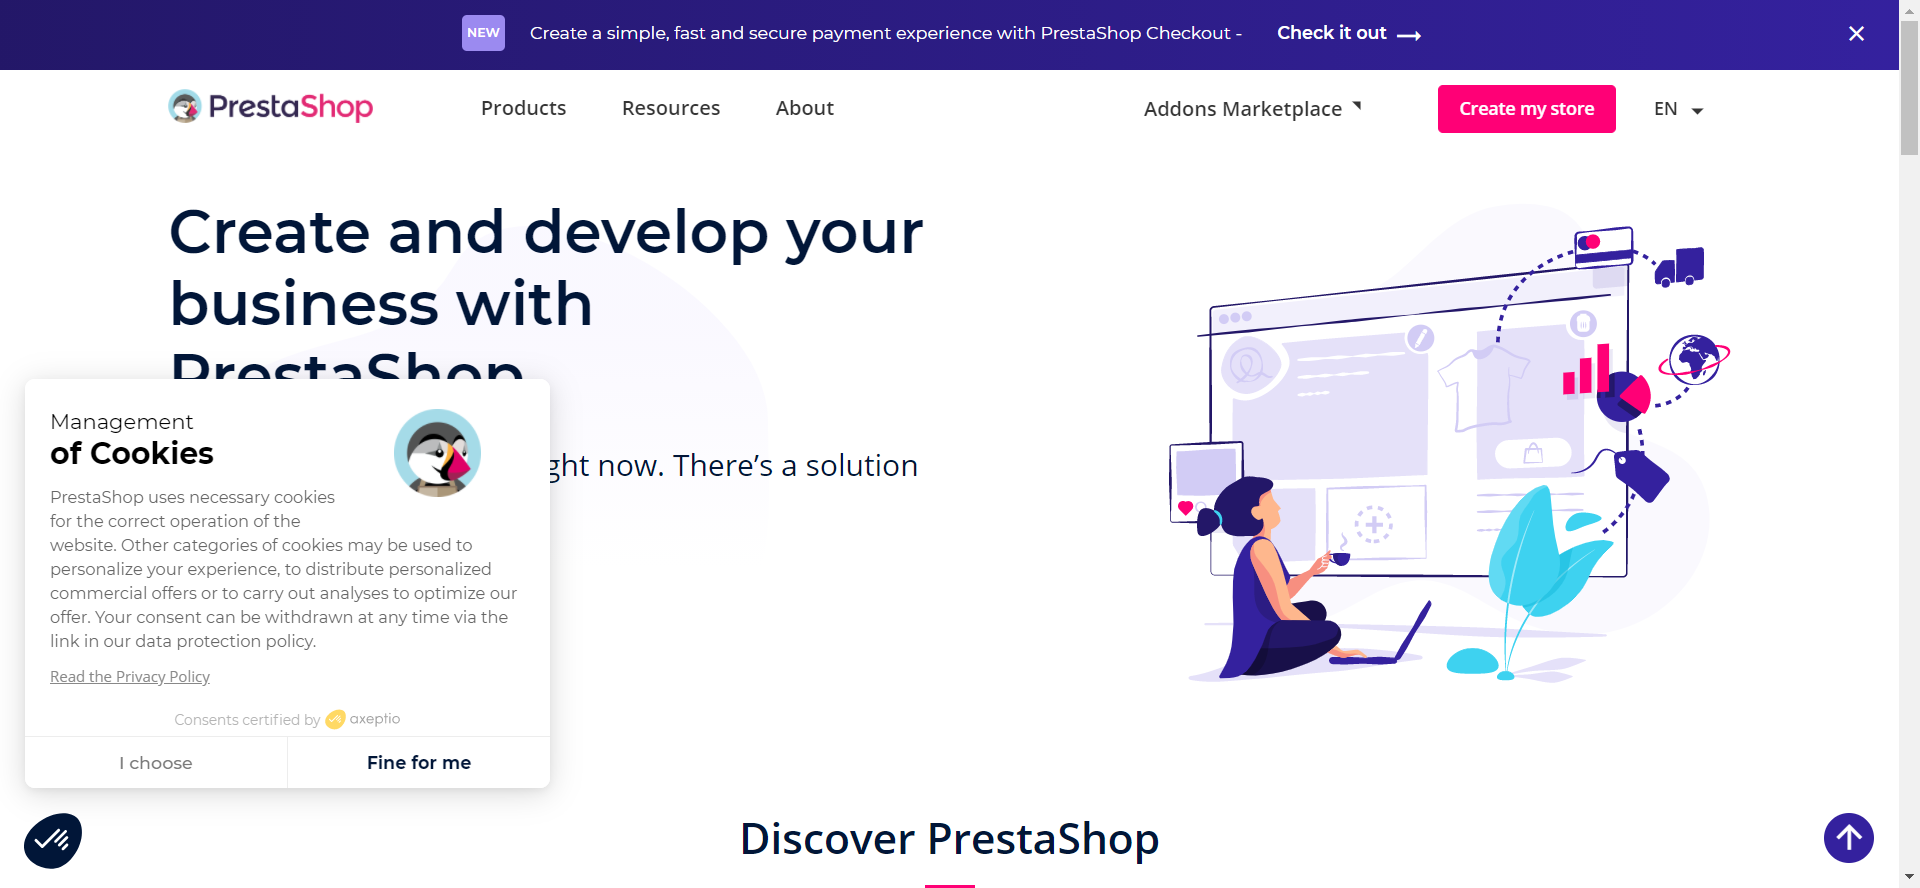 NEW Create a simple, fast and secure payment experience with PrestaShop Checkout - Check it out
PrestaShop Products Resources About Addons Marketplace Create my store EN
Create and develop your
business with
PrestaShop
ght now. There’s a solution
Management
of Cookies
PrestaShop uses necessary cookies
for the correct operation of the
website. Other categories of cookies may be used to
personalize your experience, to distribute personalized
commercial offers or to carry out analyses to optimize our
offer. Your consent can be withdrawn at any time via the
link in our data protection policy.
Read the Privacy Policy
Consents certified by axeptio
I choose Fine for me
Discover PrestaShop